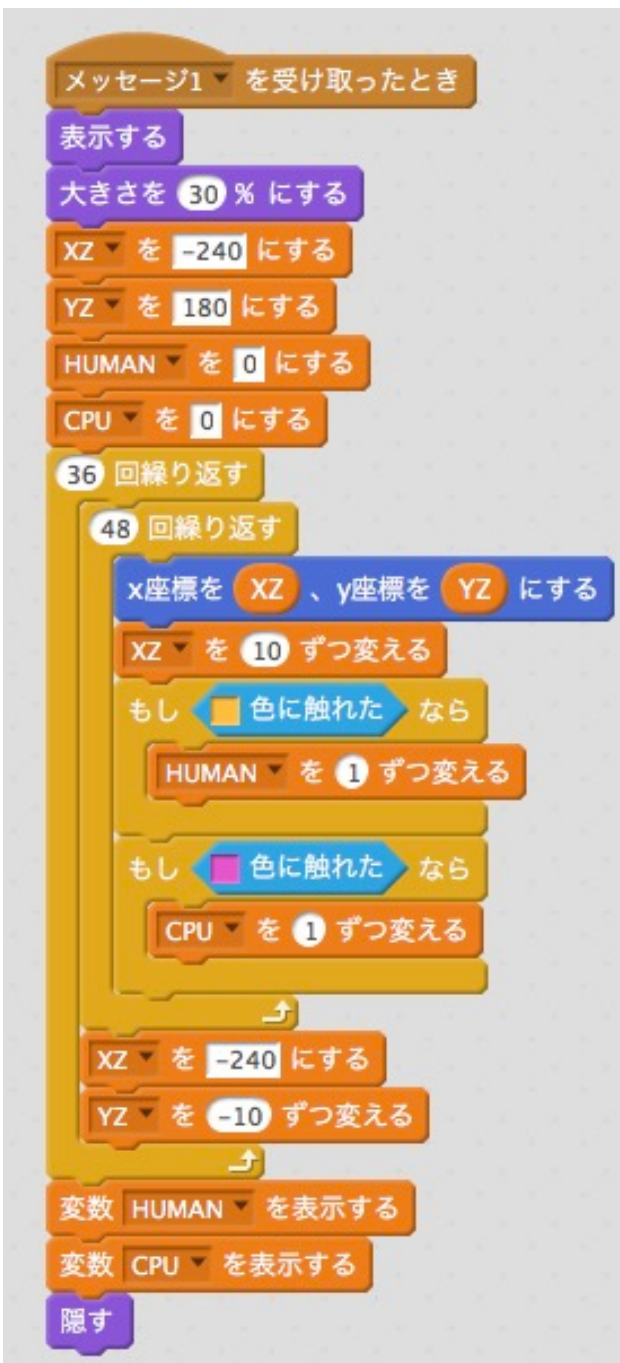 メッセージ1 を受け取ったとき
表示する
大きさを 30 % にする
XZ を -240 にする
YZ を 180 にする
HUMAN を 0 にする
CPU を 0 にする
36 回繰り返す
48 回繰り返す
x座標を XZ 、y座標を YZ にする
XZ を 10 ずつ変える
もし 色に触れた なら
HUMAN を 1 ずつ変える
もし 色に触れた なら
CPU を 1 ずつ変える
XZ を -240 にする
YZ を -10 ずつ変える
変数 HUMAN を表示する
変数 CPU を表示する
隠す